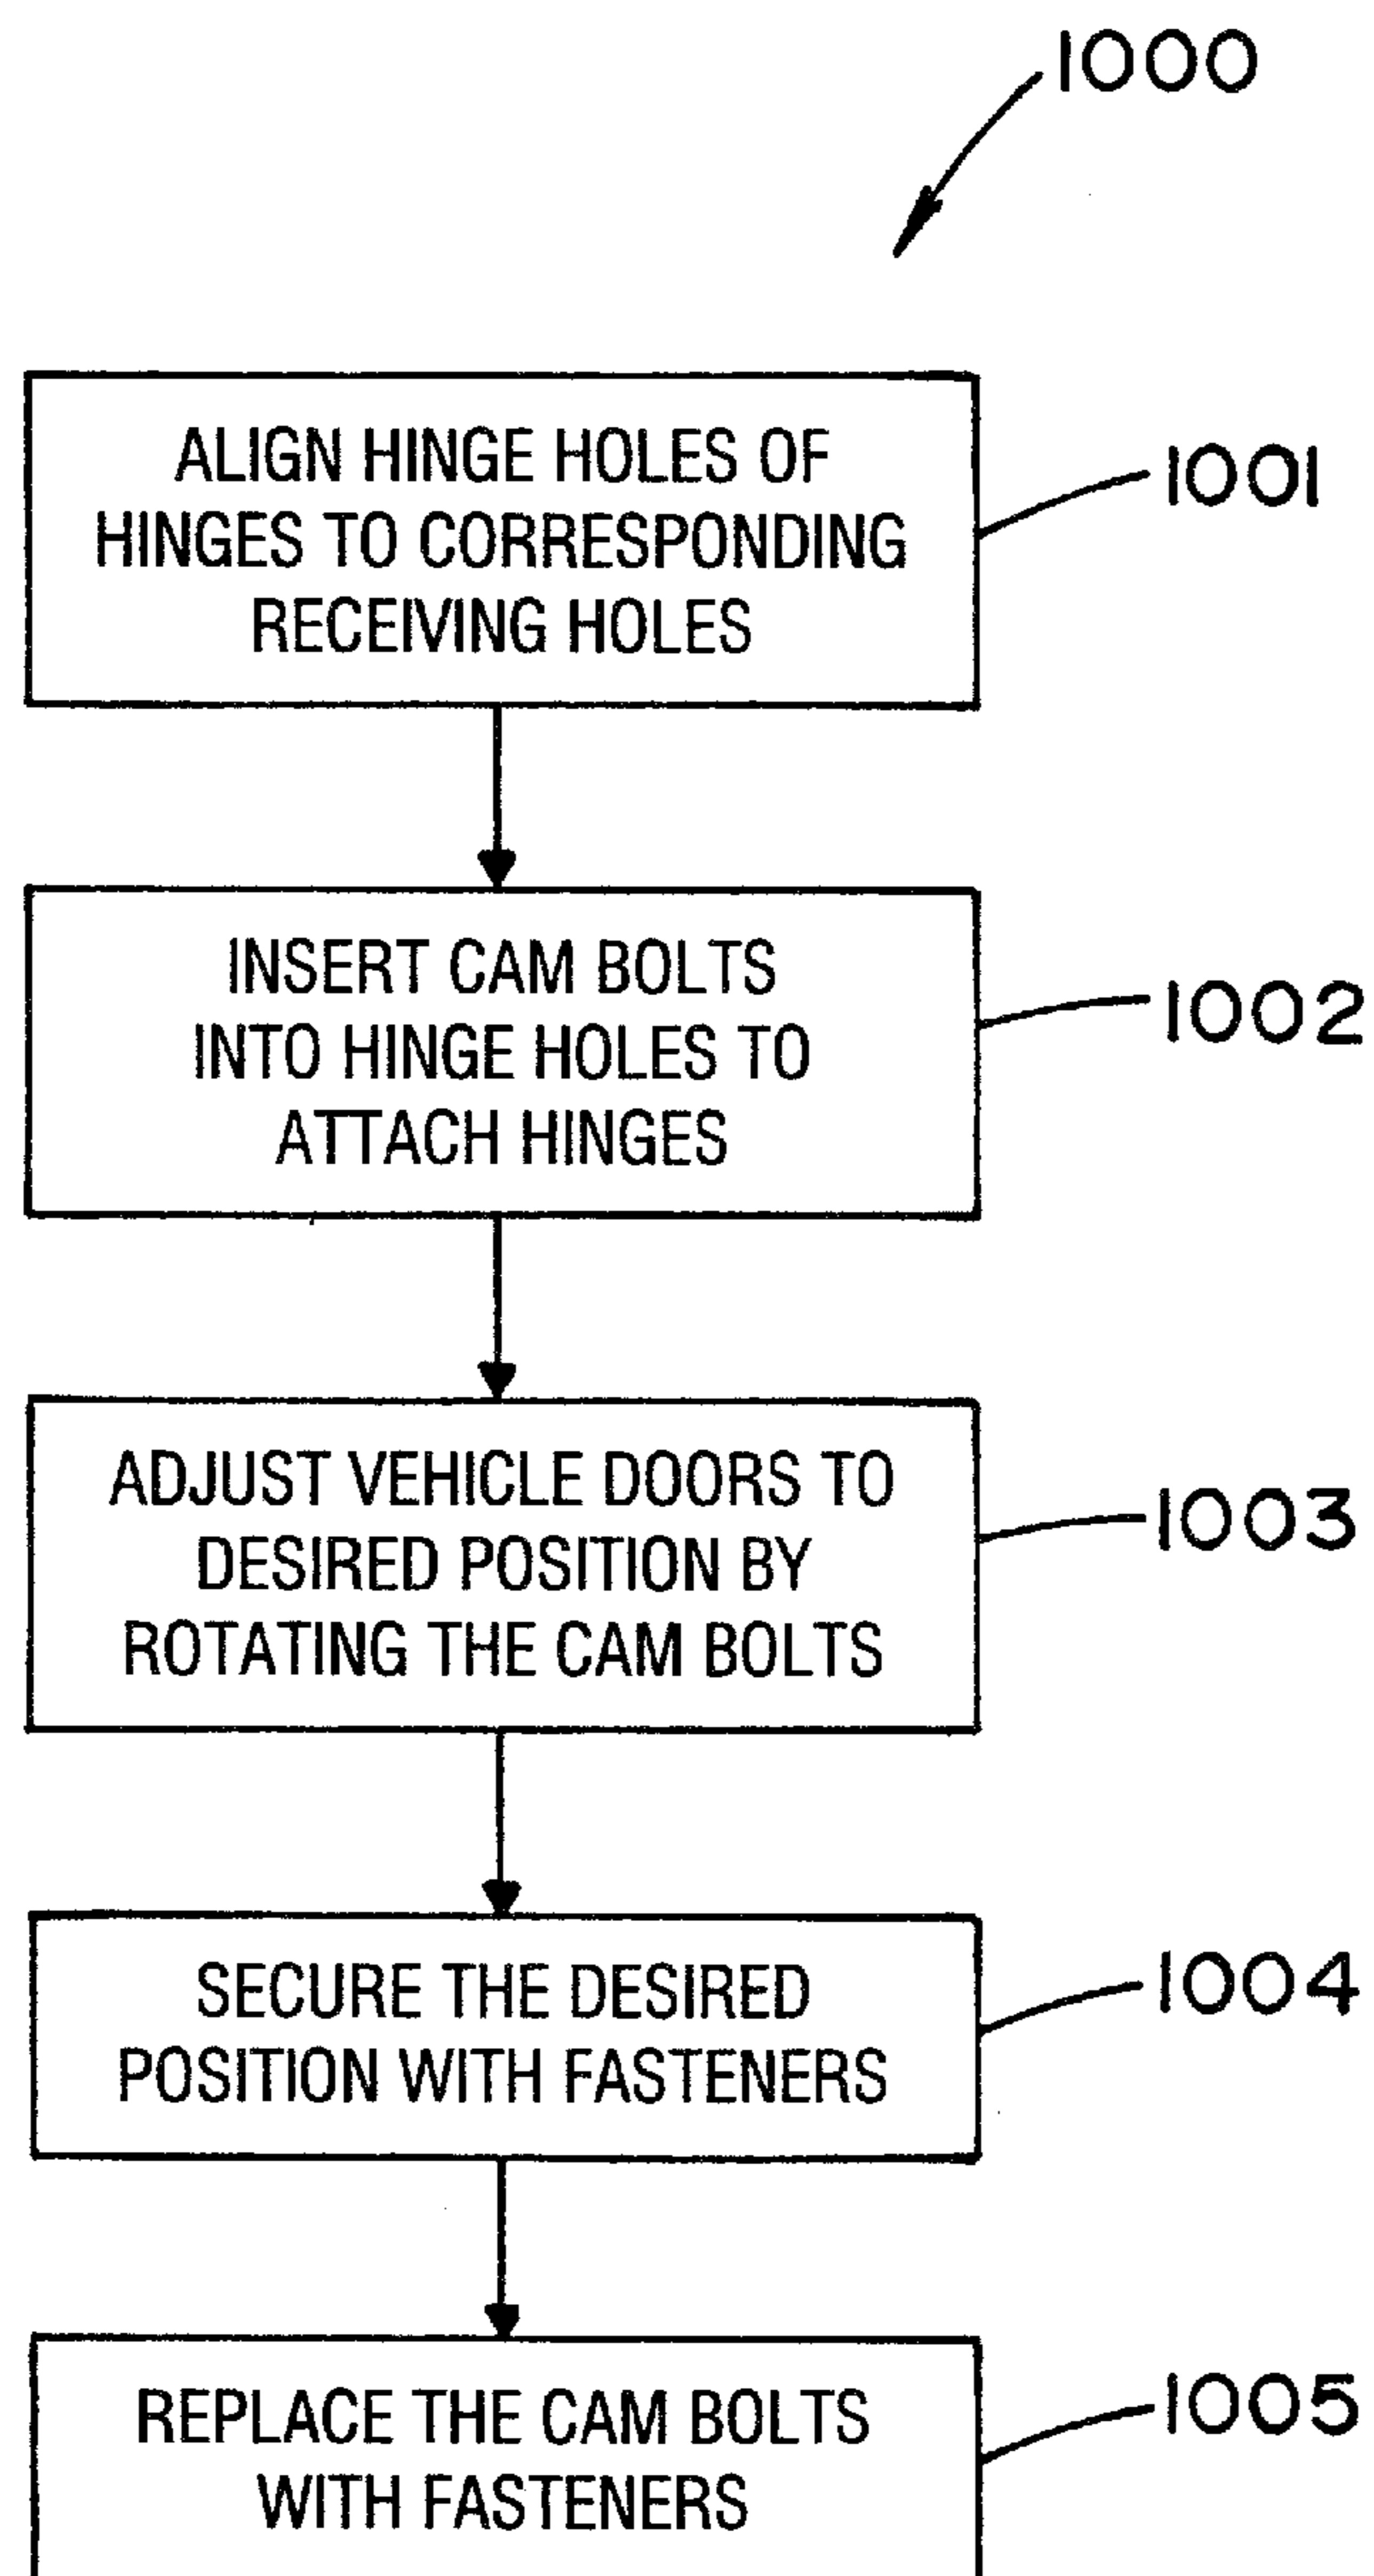 1000
ALIGN HINGE HOLES OF
HINGES TO CORRESPONDING
RECEIVING HOLES
1001
INSERT CAM BOLTS
INTO HINGE HOLES TO
ATTACH HINGES
1002
ADJUST VEHICLE DOORS TO
DESIRED POSITION BY
ROTATING THE CAM BOLTS
1003
SECURE THE DESIRED
POSITION WITH FASTENERS
1004
REPLACE THE CAM BOLTS
WITH FASTENERS
1005